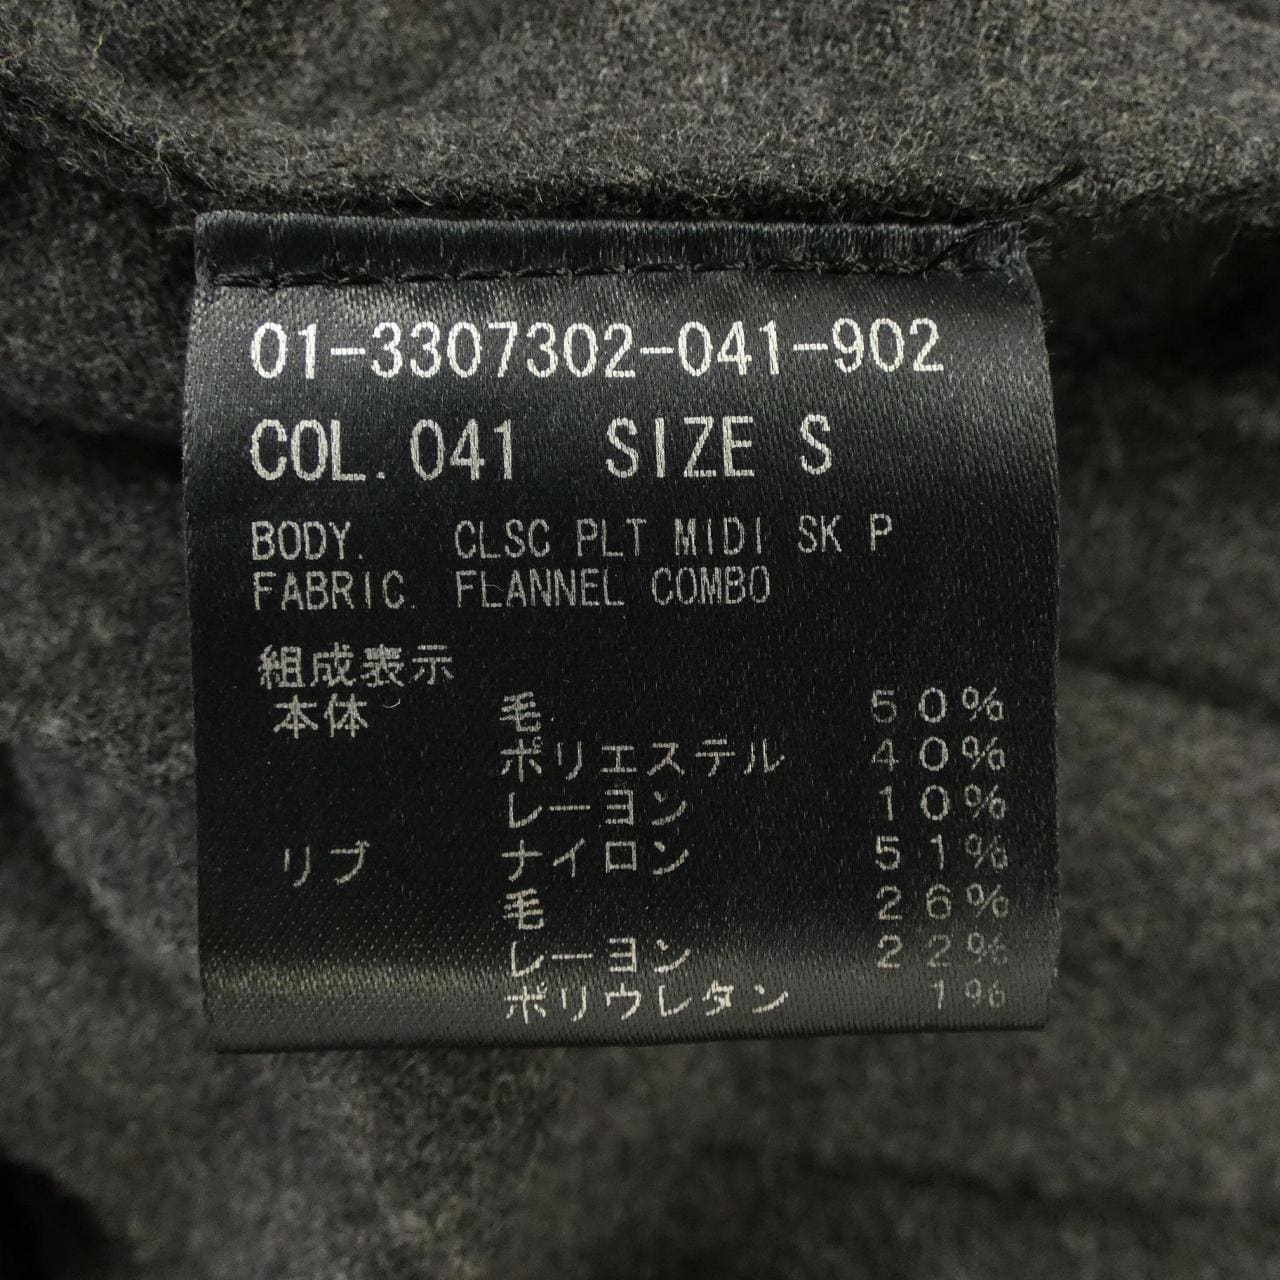 01-3307302-041-902
COL.041 SIZE S
BODY. CLSC PLT MIDI SK P
FABRIC. FLANNEL COMBO
組成表示
本体 毛 50%
ポリエステル 40%
レーヨン 10%
リブ ナイロン 51%
毛 26%
レーヨン 22%
ポリウレタン 1%